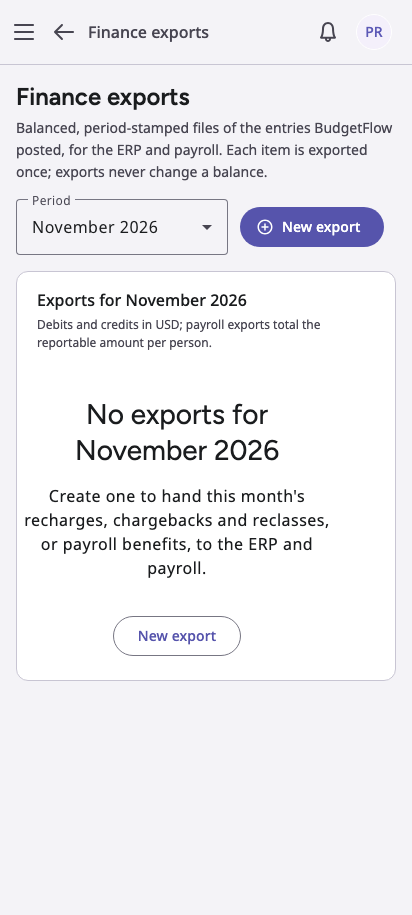 Finance exports
PR
Finance exports
Balanced, period-stamped files of the entries BudgetFlow
posted, for the ERP and payroll. Each item is exported
once; exports never change a balance.
Period
November 2026
New export
Exports for November 2026
Debits and credits in USD; payroll exports total the
reportable amount per person.
No exports for
November 2026
Create one to hand this month's
recharges, chargebacks and reclasses,
or payroll benefits, to the ERP and
payroll.
New export